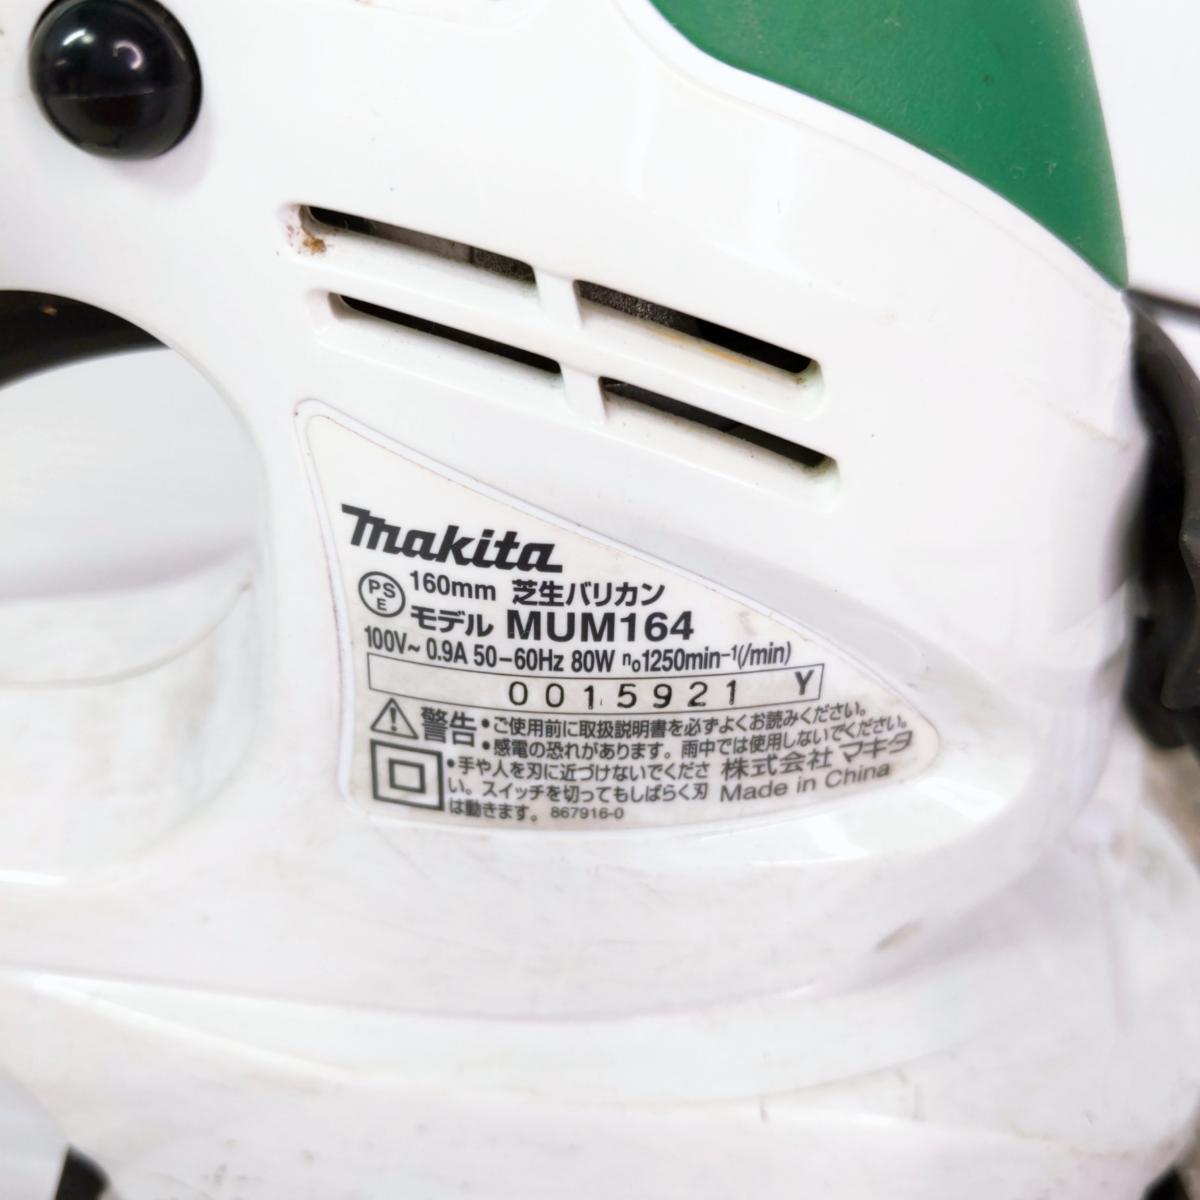 makita
PS E 160mm 芝生バリカン
モデル MUM164
100V~ 0.9A 50-60Hz 80W n₀1250min⁻¹(/min)
0015921 Y
警告 •ご使用前に取扱説明書を必ずよくお読みください。
•感電の恐れがあります。雨中では使用しないでください。
•手や人を刃に近づけないでくださ
い。スイッチを切ってもしばらく刃
は動きます。 867916-0
株式会社 マキタ
Made in China